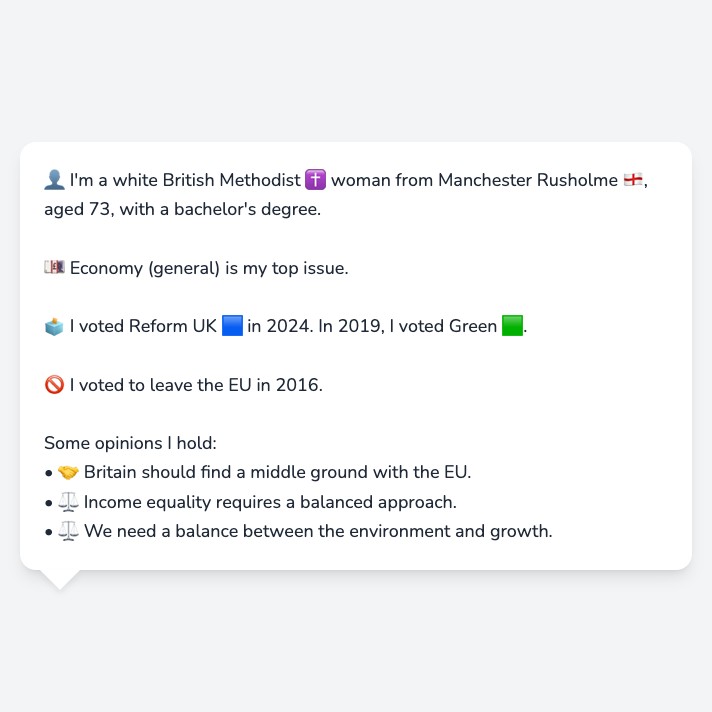 👤 I'm a white British Methodist ✝️ woman from Manchester Rusholme 🏴󠁧󠁢󠁥󠁮󠁧󠁿,
aged 73, with a bachelor's degree.
💷 Economy (general) is my top issue.
🗳️ I voted Reform UK 🟦 in 2024. In 2019, I voted Green 🟩.
🚫 I voted to leave the EU in 2016.
Some opinions I hold:
• 🤝 Britain should find a middle ground with the EU.
• ⚖️ Income equality requires a balanced approach.
• ⚖️ We need a balance between the environment and growth.